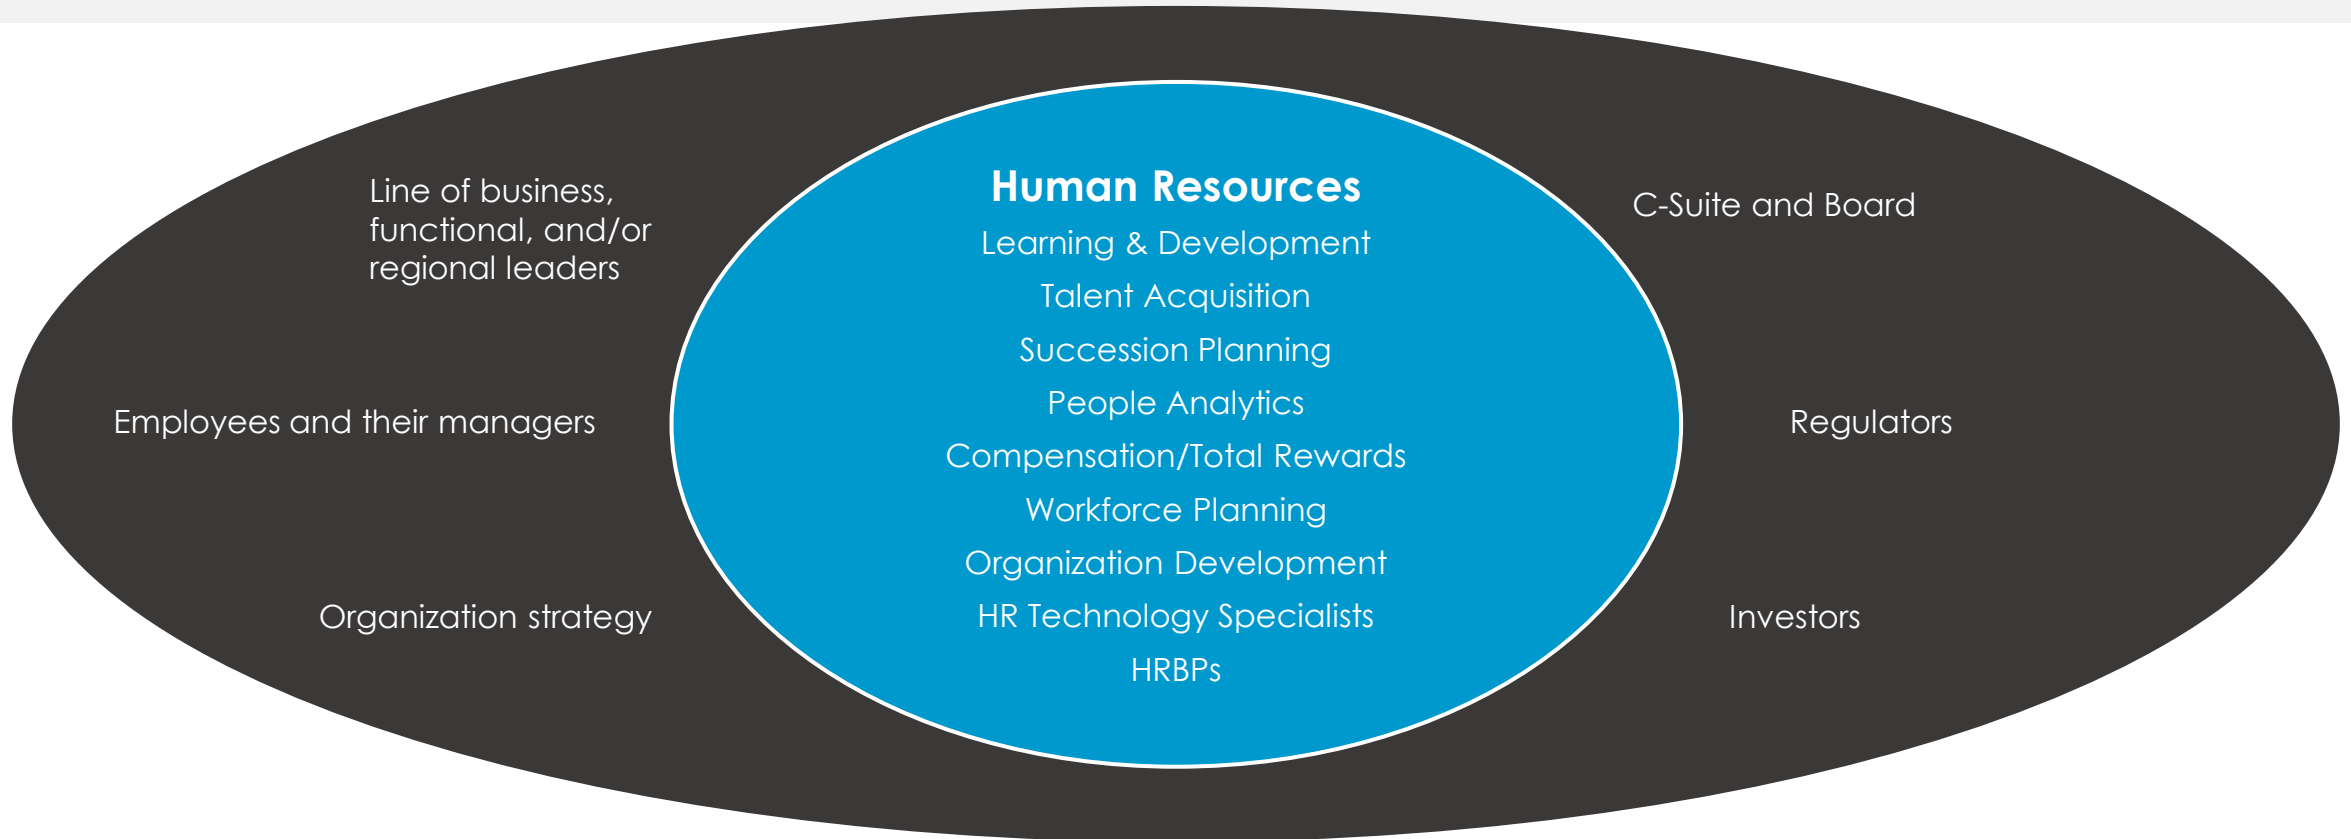 Line of business,
functional, and/or
regional leaders
Employees and their managers
Organization strategy
Human Resources
Learning & Development
Talent Acquisition
Succession Planning
People Analytics
Compensation/Total Rewards
Workforce Planning
Organization Development
HR Technology Specialists
HRBPs
C-Suite and Board
Regulators
Investors